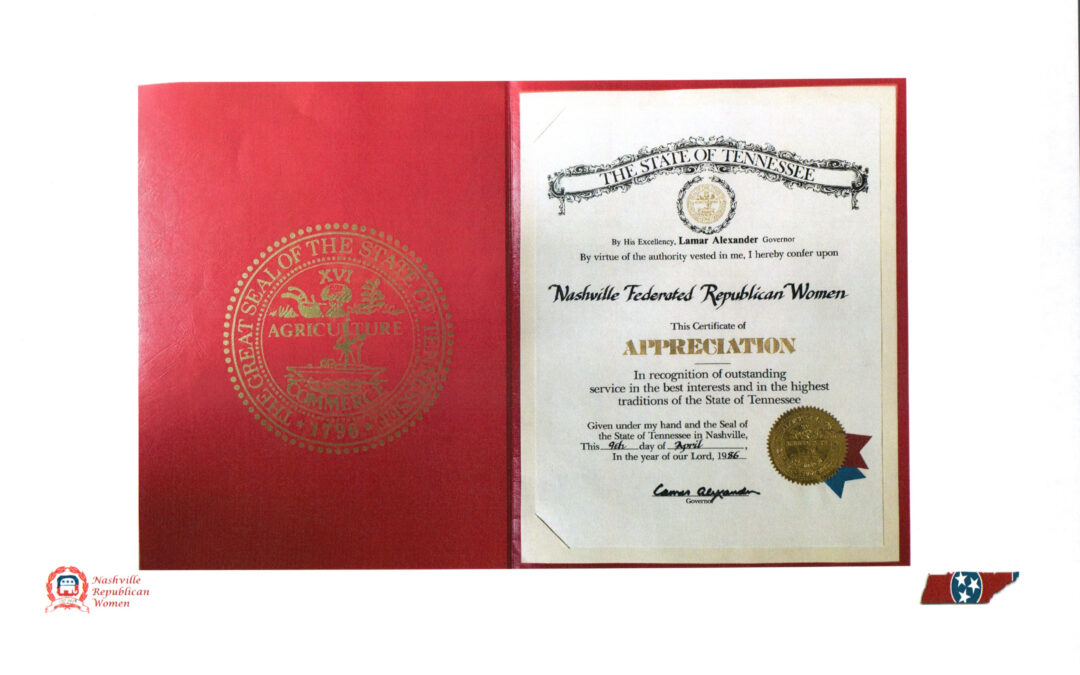 THE GREAT SEAL OF THE STATE OF TENNESSEE
XVI
AGRICULTURE
COMMERCE
1796
THE STATE OF TENNESSEE
By His Excellency, Lamar Alexander Governor
By virtue of the authority vested in me, I hereby confer upon
Nashville Federated Republican Women
This Certificate of
APPRECIATION
In recognition of outstanding
service in the best interests and in the highest
traditions of the State of Tennessee
Given under my hand and the Seal of
the State of Tennessee in Nashville,
This 9th day of April,
In the year of our Lord, 1986
Lamar Alexander
Governor
Nashville
Republican
Women